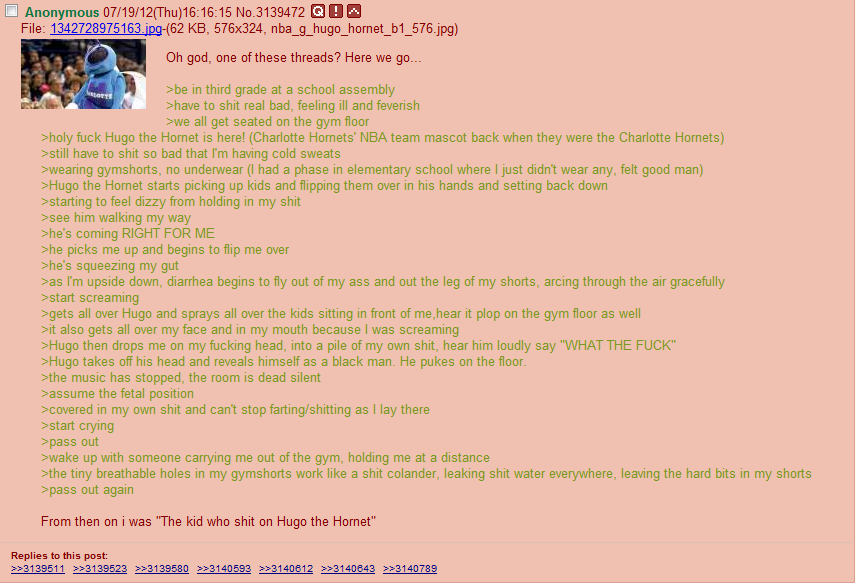 Anonymous 07/19/12(Thu)16:16:15 No.3139472
File: 1342728975163.jpg-(62 KB, 576x324, nba_g_hugo_hornet_b1_576.jpg)
Oh god, one of these threads? Here we go...
>be in third grade at a school assembly
>have to shit real bad, feeling ill and feverish
>we all get seated on the gym floor
>holy fuck Hugo the Hornet is here! (Charlotte Hornets' NBA team mascot back when they were the Charlotte Hornets)
>still have to shit so bad that I'm having cold sweats
>wearing gymshorts, no underwear (I had a phase in elementary school where I just didn't wear any, felt good man)
>Hugo the Hornet starts picking up kids and flipping them over in his hands and setting back down
>starting to feel dizzy from holding in my shit
>see him walking my way
>he's coming RIGHT FOR ME
>he picks me up and begins to flip me over
>he's squeezing my gut
>as I'm upside down, diarrhea begins to fly out of my ass and out the leg of my shorts, arcing through the air gracefully
>start screaming
>gets all over Hugo and sprays all over the kids sitting in front of me,hear it plop on the gym floor as well
>it also gets all over my face and in my mouth because I was screaming
>Hugo then drops me on my fucking head, into a pile of my own shit, hear him loudly say "WHAT THE FUCK"
>Hugo takes off his head and reveals himself as a black man. He pukes on the floor.
>the music has stopped, the room is dead silent
>assume the fetal position
>covered in my own shit and can't stop farting/shitting as I lay there
>start crying
>pass out
>wake up with someone carrying me out of the gym, holding me at a distance
>the tiny breathable holes in my gymshorts work like a shit colander, leaking shit water everywhere, leaving the hard bits in my shorts
>pass out again
From then on i was "The kid who shit on Hugo the Hornet"
Replies to this post:
>>3139511 >>3139523 >>3139580 >>3140593 >>3140612 >>3140643 >>3140789